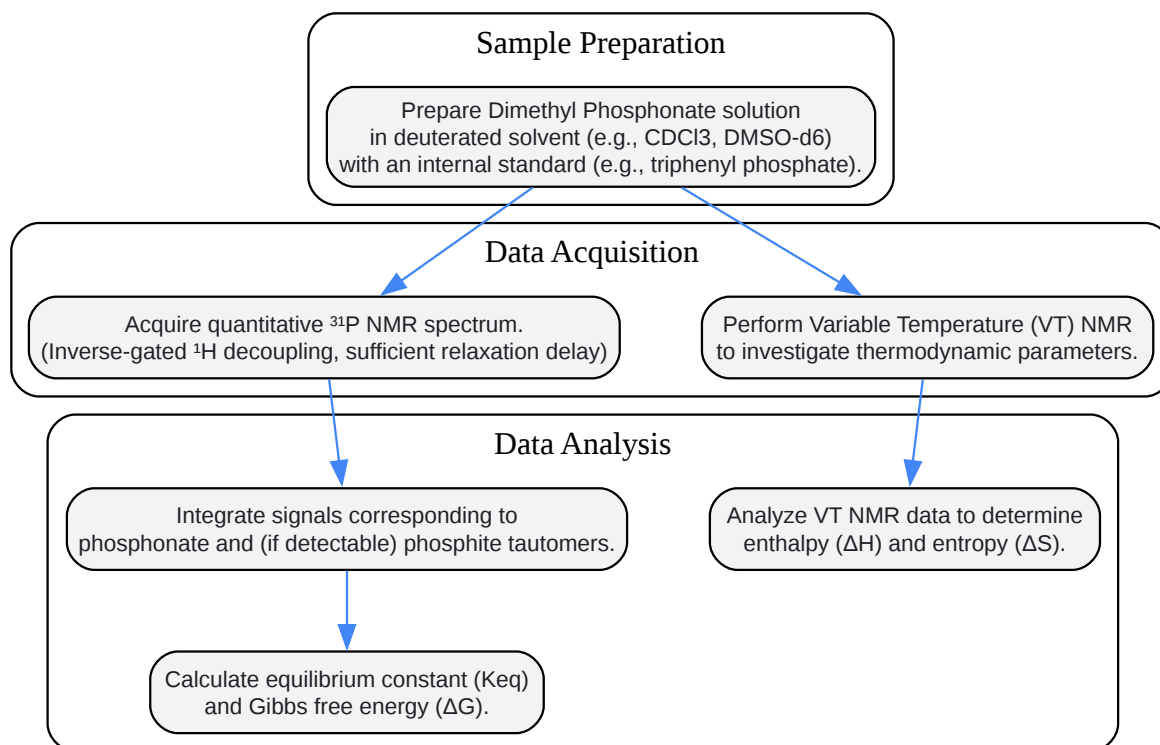 Sample Preparation
Prepare Dimethyl Phosphonate solution
in deuterated solvent (e.g., CDCl3, DMSO-d6)
with an internal standard (e.g., triphenyl phosphate).
Data Acquisition
Acquire quantitative ³¹P NMR spectrum.
(Inverse-gated ¹H decoupling, sufficient relaxation delay)
Perform Variable Temperature (VT) NMR
to investigate thermodynamic parameters.
Data Analysis
Integrate signals corresponding to
phosphonate and (if detectable) phosphite tautomers.
Analyze VT NMR data to determine
enthalpy (ΔH) and entropy (ΔS).
Calculate equilibrium constant (Keq)
and Gibbs free energy (ΔG).